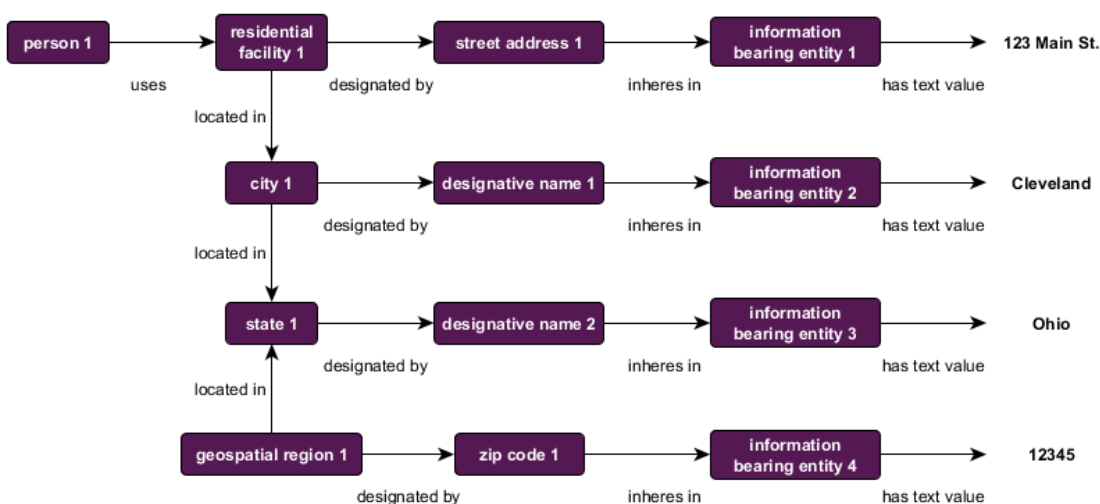 person 1
residential
facility 1
street address 1
information
bearing entity 1
123 Main St.
uses
designated by
inheres in
has text value
located in
city 1
designative name 1
information
bearing entity 2
Cleveland
designated by
inheres in
has text value
located in
state 1
designative name 2
information
bearing entity 3
Ohio
designated by
inheres in
has text value
located in
geospatial region 1
zip code 1
information
bearing entity 4
12345
designated by
inheres in
has text value